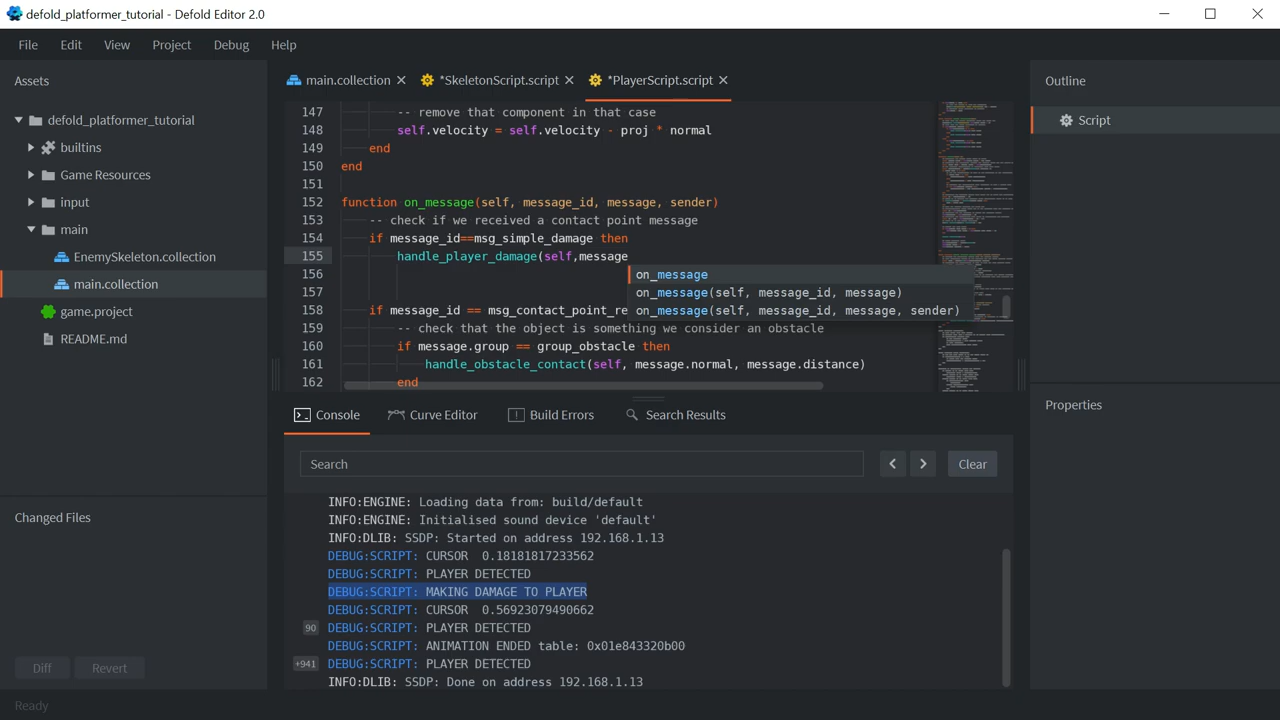 defold_platformer_tutorial - Defold Editor 2.0
File Edit View Project Debug Help
Assets
defold_platformer_tutorial
builtins
Game Resources
input
main
EnemySkeleton.collection
main.collection
game.project
README.md
Changed Files
Diff Revert
Ready
main.collection *SkeletonScript.script *PlayerScript.script
147 -- remove that component in that case
148 self.velocity = self.velocity - proj * normal
149 end
150 end
151
152 function on_message(self, message_id, message, sender)
153 -- check if we received a contact point message
154 if message_id==msg_simple_damage then
155 handle_player_damage(self,message
156
157
158 if message_id == msg_contact_point_re
159 -- check that the object is something we consider an obstacle
160 if message.group == group_obstacle then
161 handle_obstacle_contact(self, message.normal, message.distance)
162 end
on_message
on_message(self, message_id, message)
on_message(self, message_id, message, sender)
Console Curve Editor Build Errors Search Results
Search
Clear
INFO:ENGINE: Loading data from: build/default
INFO:ENGINE: Initialised sound device 'default'
INFO:DLIB: SSDP: Started on address 192.168.1.13
DEBUG:SCRIPT: CURSOR 0.18181817233562
DEBUG:SCRIPT: PLAYER DETECTED
DEBUG:SCRIPT: MAKING DAMAGE TO PLAYER
DEBUG:SCRIPT: CURSOR 0.56923079490662
90 DEBUG:SCRIPT: PLAYER DETECTED
DEBUG:SCRIPT: ANIMATION ENDED table: 0x01e843320b00
+941 DEBUG:SCRIPT: PLAYER DETECTED
INFO:DLIB: SSDP: Done on address 192.168.1.13
Outline
Script
Properties